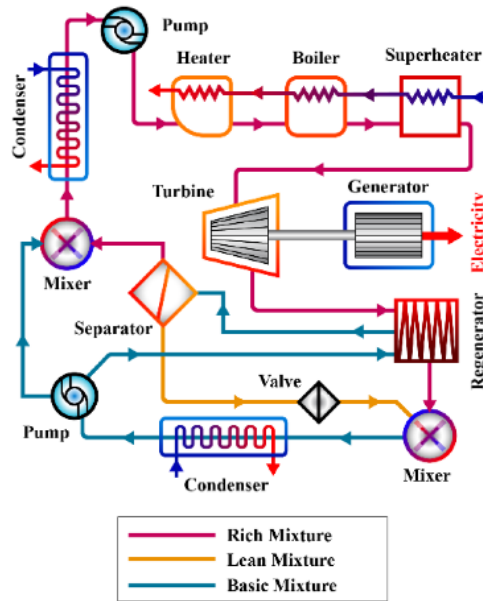 Pump
Heater
Boiler
Superheater
Condenser
Turbine
Generator
Electricity
Mixer
Separator
Regenerator
Valve
Pump
Condenser
Mixer
Rich Mixture
Lean Mixture
Basic Mixture